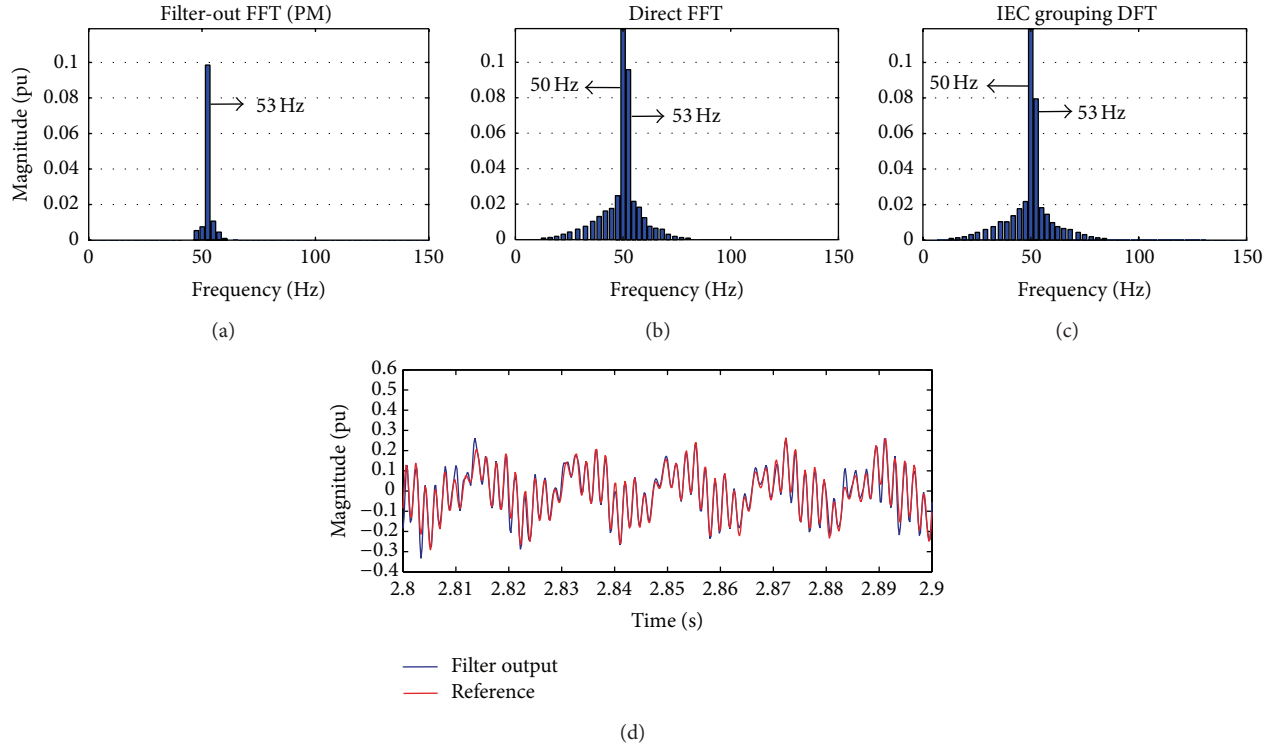 Filter-out FFT (PM)
Magnitude (pu)
0.1
0.08
0.06
0.04
0.02
0
53 Hz
0 50 100 150
Frequency (Hz)
(a)
Direct FFT
0.1
0.08
0.06
0.04
0.02
0
50 Hz
53 Hz
0 50 100 150
Frequency (Hz)
(b)
IEC grouping DFT
0.1
0.08
0.06
0.04
0.02
0
50 Hz
53 Hz
0 50 100 150
Frequency (Hz)
(c)
Magnitude (pu)
0.6
0.5
0.4
0.3
0.2
0.1
0
−0.1
−0.2
−0.3
−0.4
2.8 2.81 2.82 2.83 2.84 2.85 2.86 2.87 2.88 2.89 2.9
Time (s)
Filter output
Reference
(d)